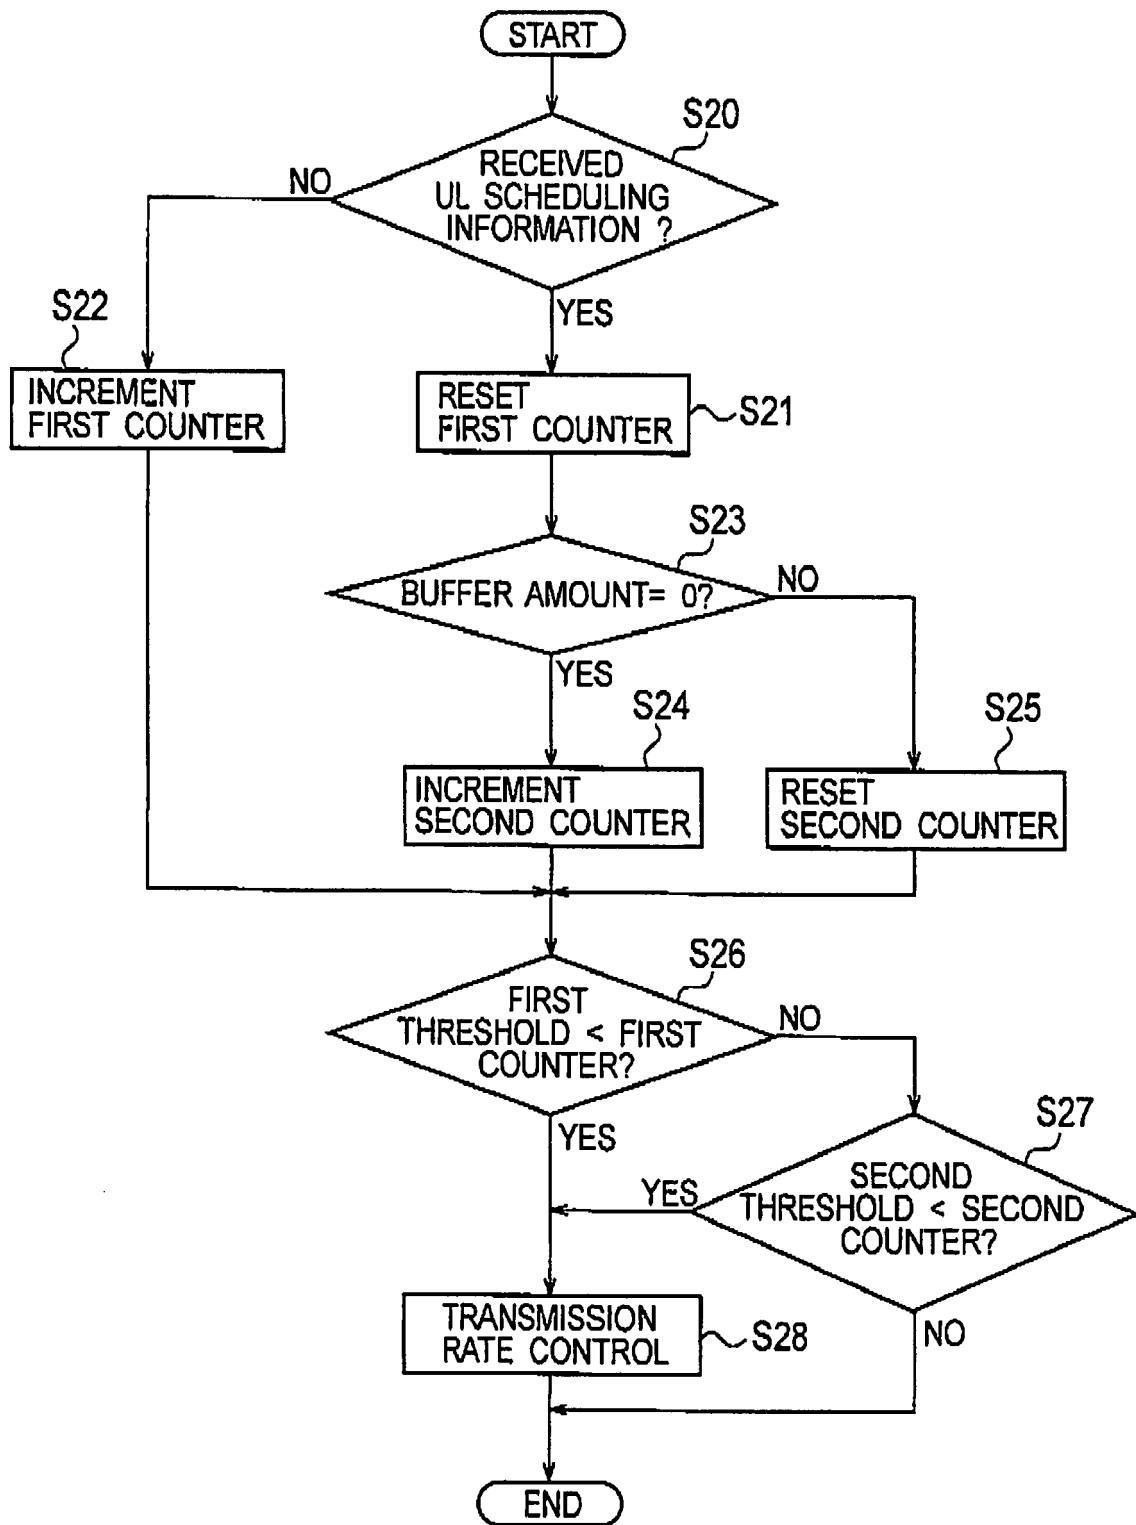 START
S20
RECEIVED
UL SCHEDULING
INFORMATION ?
NO
YES
S22
INCREMENT
FIRST COUNTER
RESET
FIRST COUNTER
S21
S23
BUFFER AMOUNT= 0?
NO
YES
S24
S25
INCREMENT
SECOND COUNTER
RESET
SECOND COUNTER
S26
FIRST
THRESHOLD < FIRST
COUNTER?
NO
YES
S27
SECOND
THRESHOLD < SECOND
COUNTER?
YES
NO
TRANSMISSION
RATE CONTROL
S28
END